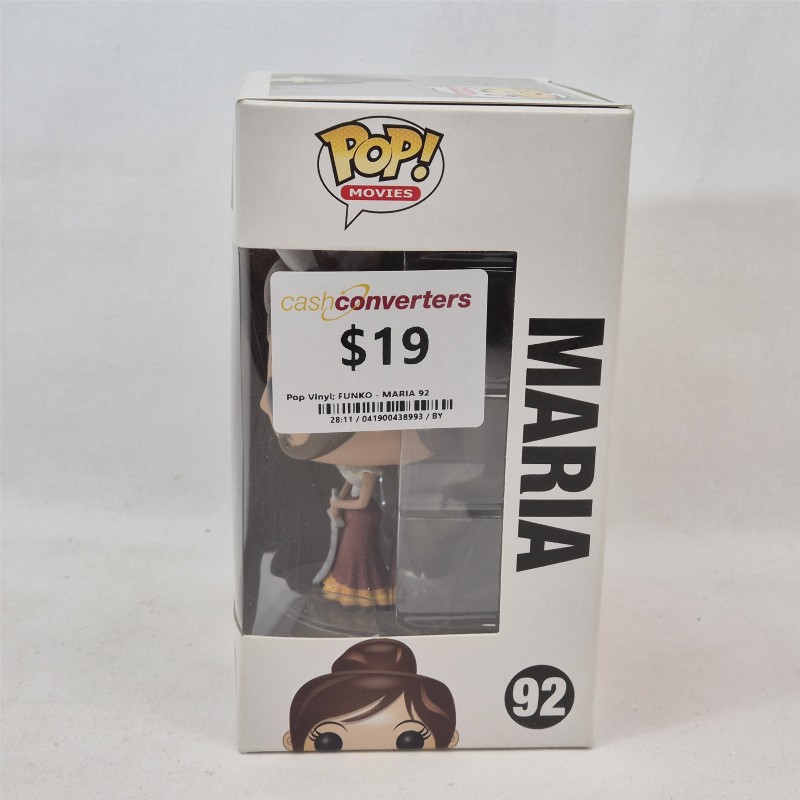 POP!
MOVIES
cashconverters
$19
Pop Vinyl; FUNKO - MARIA 92
28:11 / 041900438993 / BY
MARIA
92